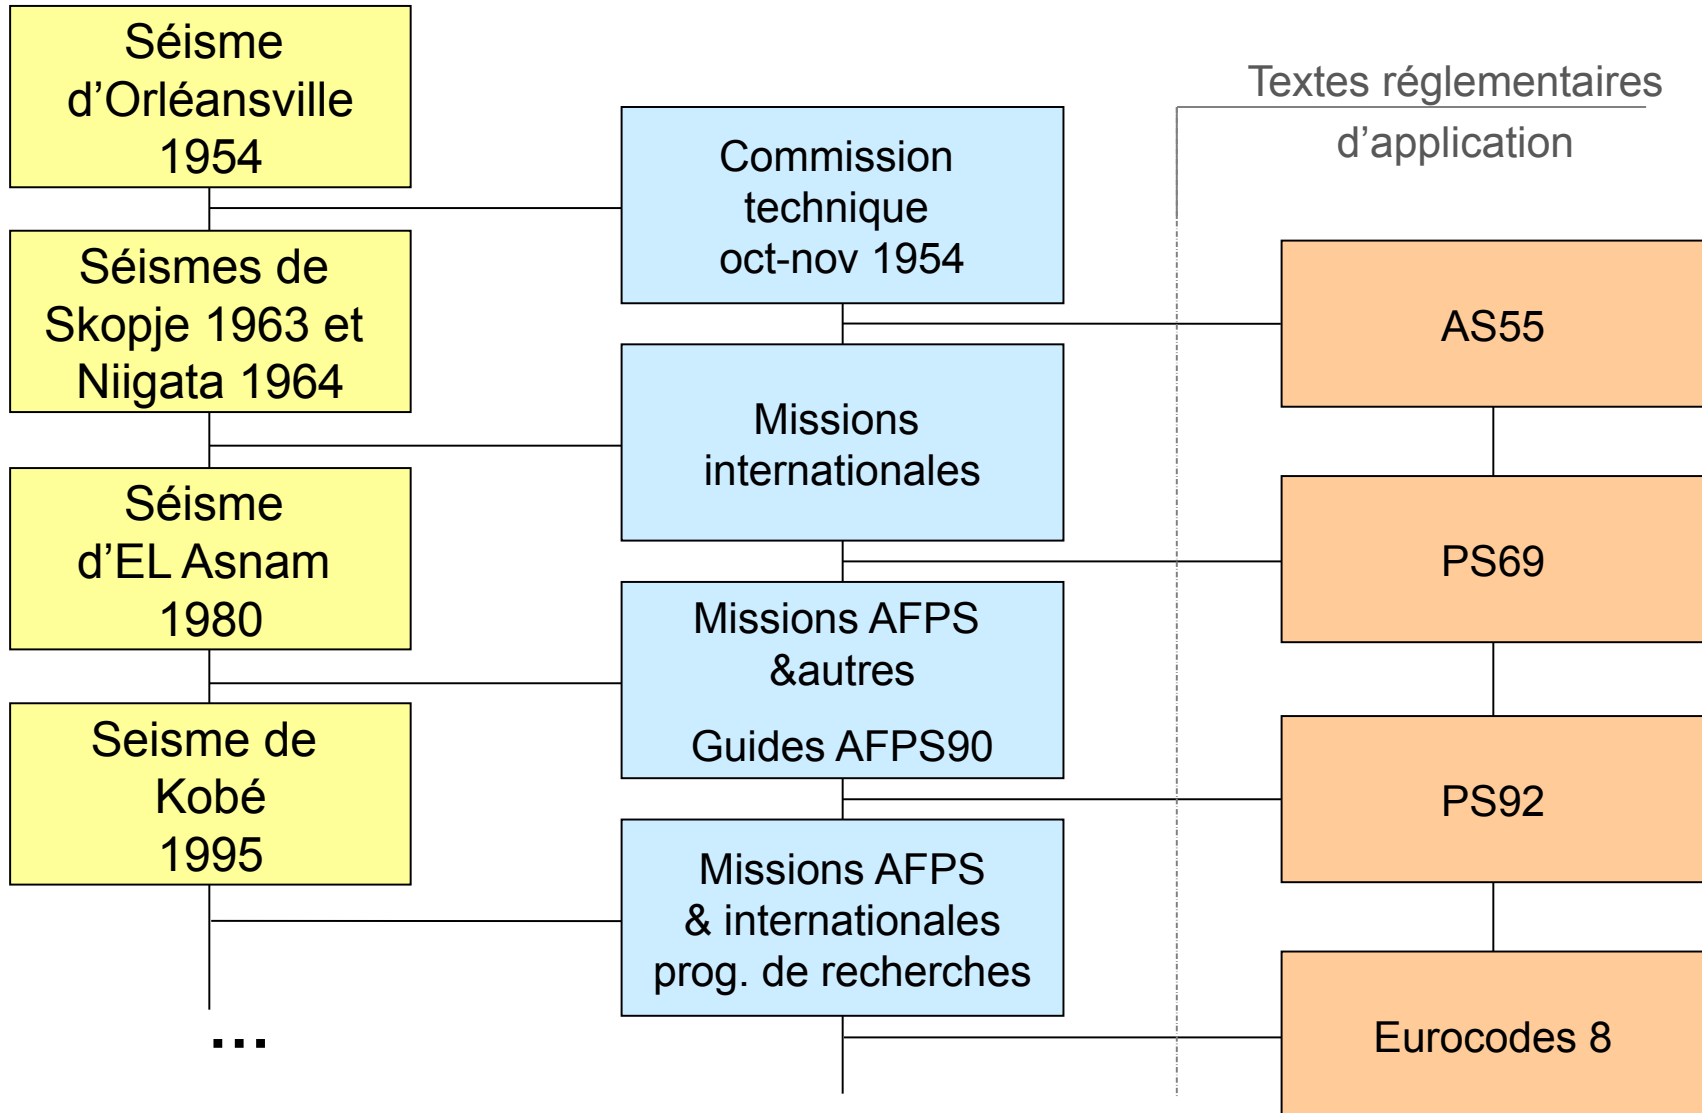 Séisme
d’Orléansville
1954
Séismes de
Skopje 1963 et
Niigata 1964
Séisme
d’EL Asnam
1980
Seisme de
Kobé
1995
...
Commission
technique
oct-nov 1954
Missions
internationales
Missions AFPS
&autres
Guides AFPS90
Missions AFPS
& internationales
prog. de recherches
Textes réglementaires
d’application
AS55
PS69
PS92
Eurocodes 8